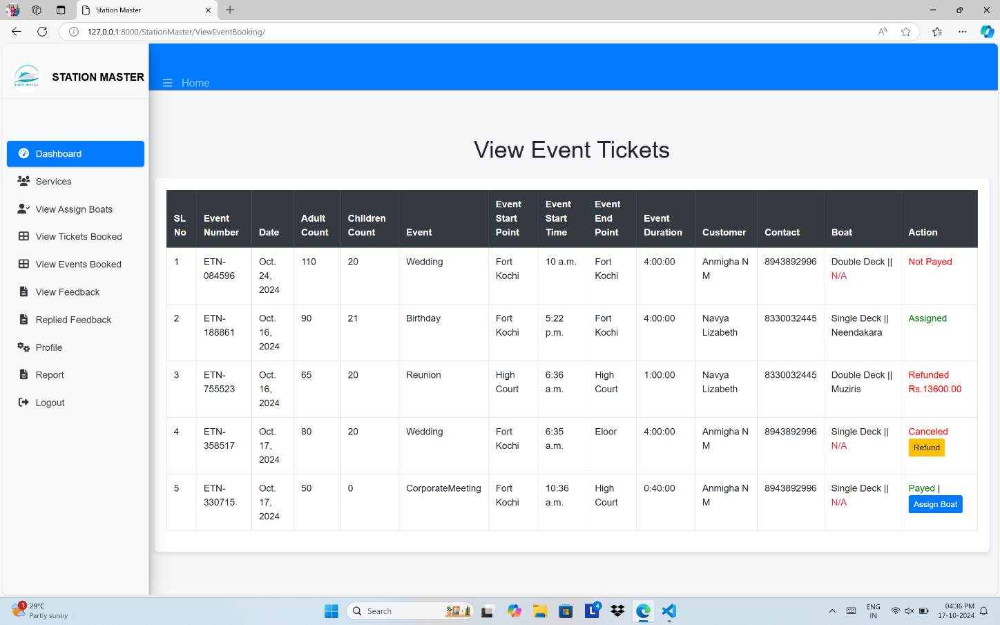 Station Master
127.0.0.1:8000/StationMaster/ViewEventBooking/
STATION MASTER
Home
Dashboard
Services
View Assign Boats
View Tickets Booked
View Events Booked
View Feedback
Replied Feedback
Profile
Report
Logout
View Event Tickets
SL No Event Number Date Adult Count Children Count Event Event Start Point Event Start Time Event End Point Event Duration Customer Contact Boat Action
1 ETN-084596 Oct. 24, 2024 110 20 Wedding Fort Kochi 10 a.m. Fort Kochi 4:00:00 Anmigha N M 8943892996 Double Deck || N/A Not Payed
2 ETN-188861 Oct. 16, 2024 90 21 Birthday Fort Kochi 5:22 p.m. Fort Kochi 4:00:00 Navya Lizabeth 8330032445 Single Deck || Neendakara Assigned
3 ETN-755523 Oct. 16, 2024 65 20 Reunion High Court 6:36 a.m. High Court 1:00:00 Navya Lizabeth 8330032445 Double Deck || Muziris Refunded Rs.13600.00
4 ETN-358517 Oct. 17, 2024 80 20 Wedding Fort Kochi 6:35 a.m. Eloor 4:00:00 Anmigha N M 8943892996 Single Deck || N/A Canceled Refund
5 ETN-330715 Oct. 17, 2024 50 0 CorporateMeeting Fort Kochi 10:36 a.m. High Court 0:40:00 Anmigha N M 8943892996 Single Deck || N/A Payed | Assign Boat
1
29°C
Partly sunny
Search
L
4
ENG
IN
04:36 PM
17-10-2024